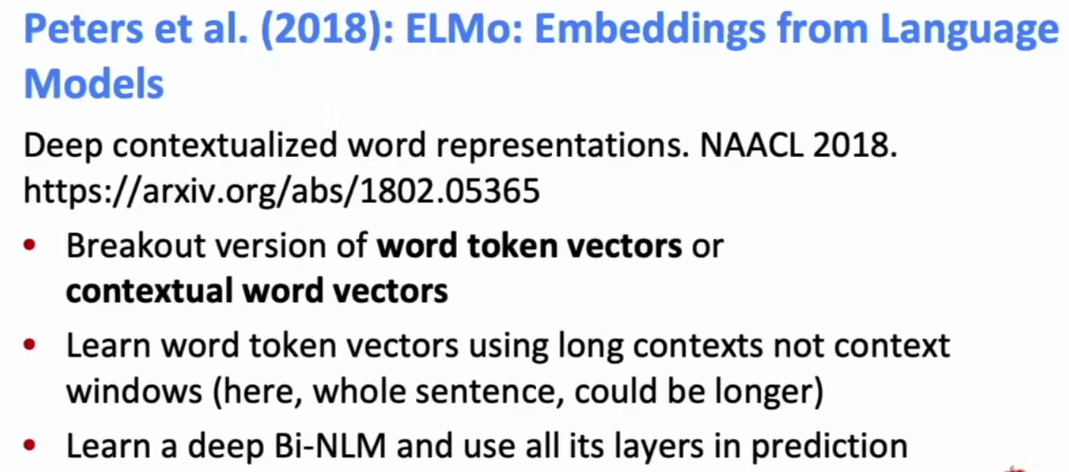 Peters et al. (2018): ELMo: Embeddings from Language
Models
Deep contextualized word representations. NAACL 2018.
https://arxiv.org/abs/1802.05365
• Breakout version of word token vectors or
contextual word vectors
• Learn word token vectors using long contexts not context
windows (here, whole sentence, could be longer)
• Learn a deep Bi-NLM and use all its layers in prediction